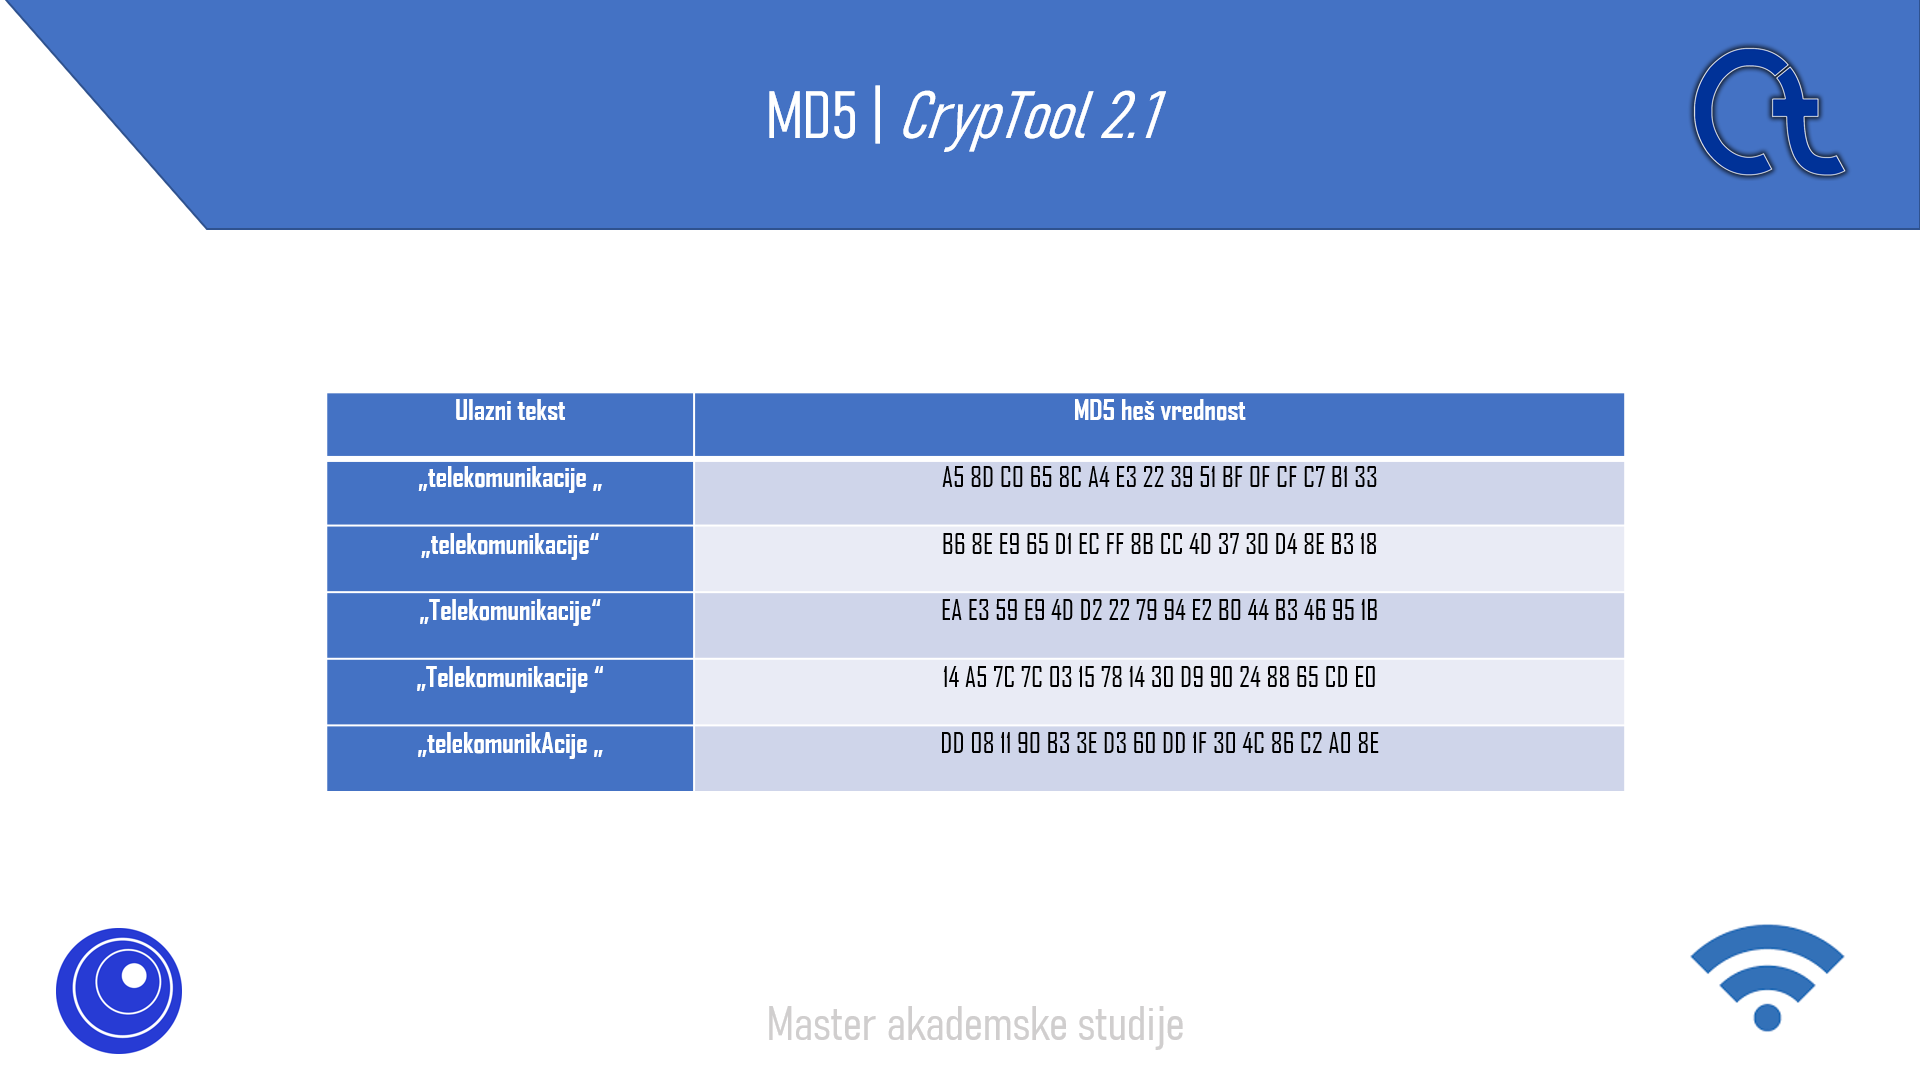 MD5 | CrypTool 2.1
Ct
Ulazni tekst MD5 heš vrednost
„telekomunikacije „ A5 8D C0 65 8C A4 E3 22 39 51 BF 0F CF C7 B1 33
„telekomunikacije“ B6 8E E9 65 D1 EC FF 8B CC 4D 37 30 D4 8E B3 18
„Telekomunikacije“ EA E3 59 E9 4D D2 22 79 94 E2 B0 44 B3 46 95 1B
„Telekomunikacije “ 14 A5 7C 7C 03 15 78 14 30 D9 90 24 88 65 CD E0
„telekomunikAcije „ DD 08 11 90 B3 3E D3 60 DD 1F 30 4C 86 C2 A0 8E
Master akademske studije